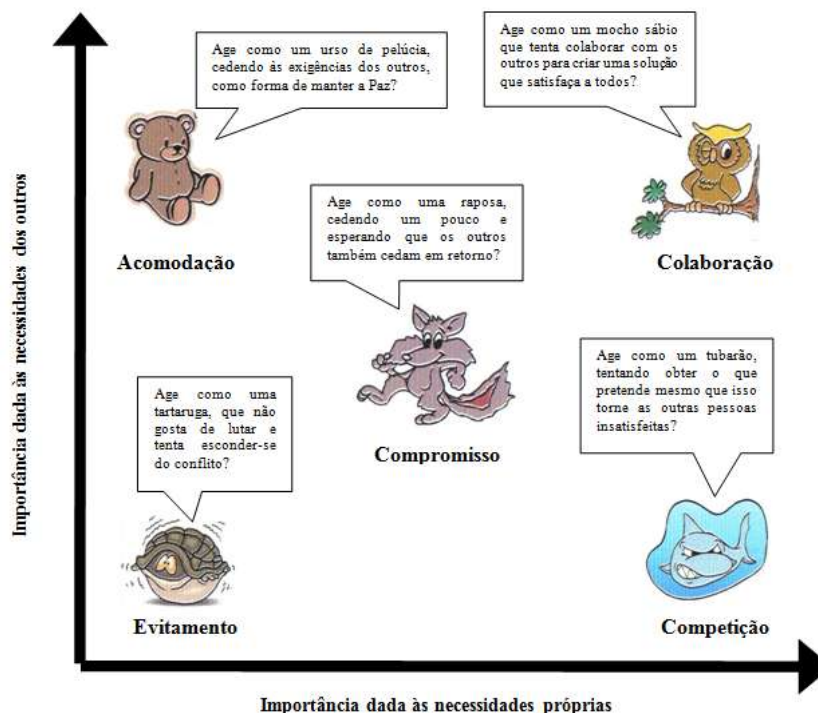 Age como um urso de pelúcia,
cedendo às exigências dos outros,
como forma de manter a Paz?
Age como um mocho sábio
que tenta colaborar com os
outros para criar uma solução
que satisfaça a todos?
Acomodação
Age como uma raposa,
cedendo um pouco e
esperando que os outros
também cedam em retorno?
Colaboração
Age como uma
tartaruga, que não
gosta de lutar e
tenta esconder-se
do conflito?
Compromisso
Age como um tubarão,
tentando obter o que
pretende mesmo que isso
torne as outras pessoas
insatisfeitas?
Evitamento
Competição
Importância dada às necessidades dos outros
Importância dada às necessidades próprias